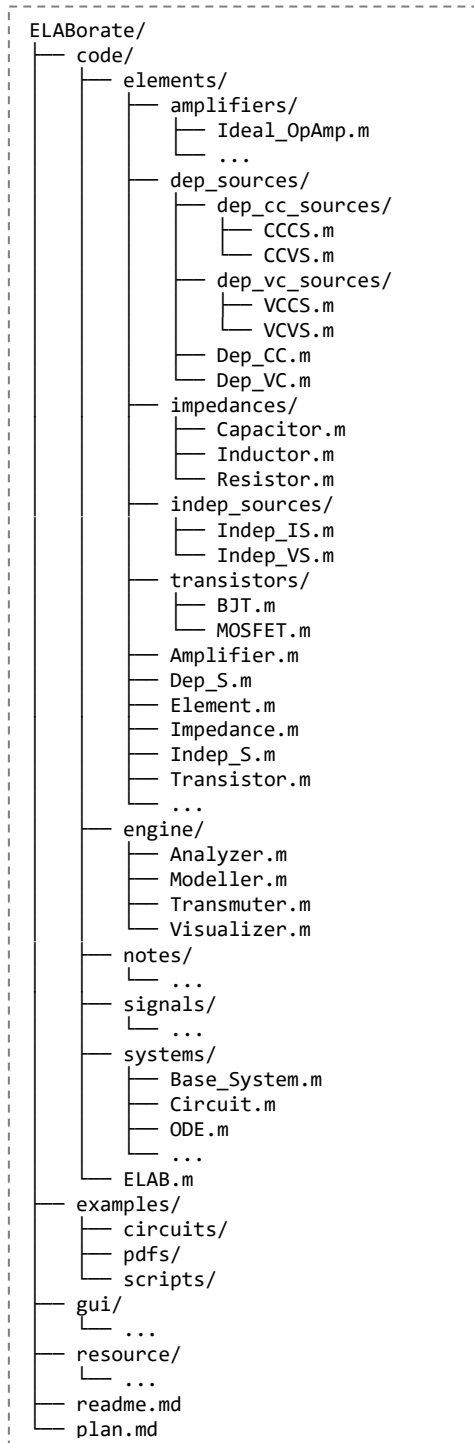 ELABorate/
├── code/
│   ├── elements/
│   │   ├── amplifiers/
│   │   │   ├── Ideal_OpAmp.m
│   │   │   └── ...
│   │   ├── dep_sources/
│   │   │   ├── dep_cc_sources/
│   │   │   │   ├── CCCS.m
│   │   │   │   └── CCVS.m
│   │   │   ├── dep_vc_sources/
│   │   │   │   ├── VCCS.m
│   │   │   │   └── VCVS.m
│   │   │   ├── Dep_CC.m
│   │   │   └── Dep_VC.m
│   │   ├── impedances/
│   │   │   ├── Capacitor.m
│   │   │   ├── Inductor.m
│   │   │   └── Resistor.m
│   │   ├── indep_sources/
│   │   │   ├── Indep_IS.m
│   │   │   └── Indep_VS.m
│   │   ├── transistors/
│   │   │   ├── BJT.m
│   │   │   └── MOSFET.m
│   │   ├── Amplifier.m
│   │   ├── Dep_S.m
│   │   ├── Element.m
│   │   ├── Impedance.m
│   │   ├── Indep_S.m
│   │   ├── Transistor.m
│   │   └── ...
│   ├── engine/
│   │   ├── Analyzer.m
│   │   ├── Modeller.m
│   │   ├── Transmuter.m
│   │   └── Visualizer.m
│   ├── notes/
│   │   └── ...
│   ├── signals/
│   │   └── ...
│   ├── systems/
│   │   ├── Base_System.m
│   │   ├── Circuit.m
│   │   ├── ODE.m
│   │   └── ...
│   └── ELAB.m
├── examples/
│   ├── circuits/
│   ├── pdfs/
│   └── scripts/
├── gui/
│   └── ...
├── resource/
│   └── ...
├── readme.md
└── plan.md